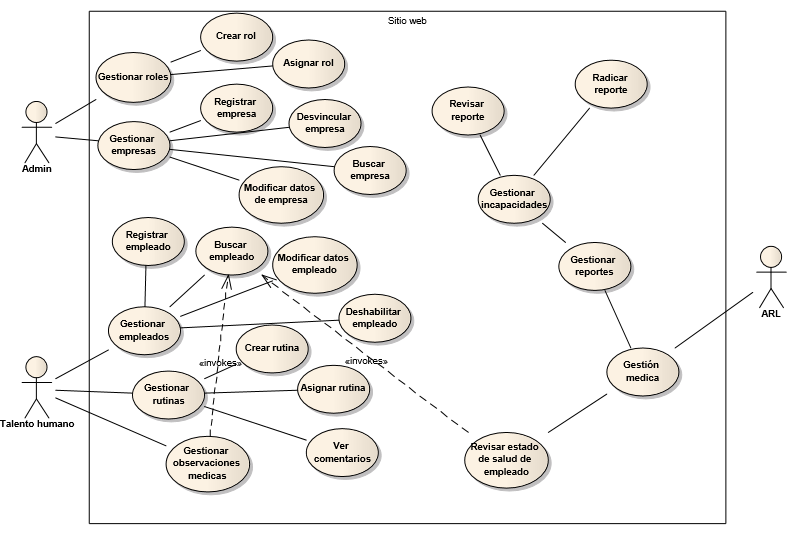 Sitio web
Crear rol
Gestionar roles
Asignar rol
Admin
Registrar
empresa
Desvincular
empresa
Gestionar
empresas
Buscar
empresa
Modificar datos
de empresa
Revisar
reporte
Radicar
reporte
Gestionar
incapacidades
Registrar
empleado
Buscar
empleado
Modificar datos
empleado
Gestionar
reportes
ARL
Gestionar
empleados
Deshabilitar
empleado
Crear rutina
«invokes»
«invokes»
Gestión
medica
Talento humano
Gestionar
rutinas
Asignar rutina
Ver
comentarios
Gestionar
observaciones
medicas
Revisar estado
de salud de
empleado